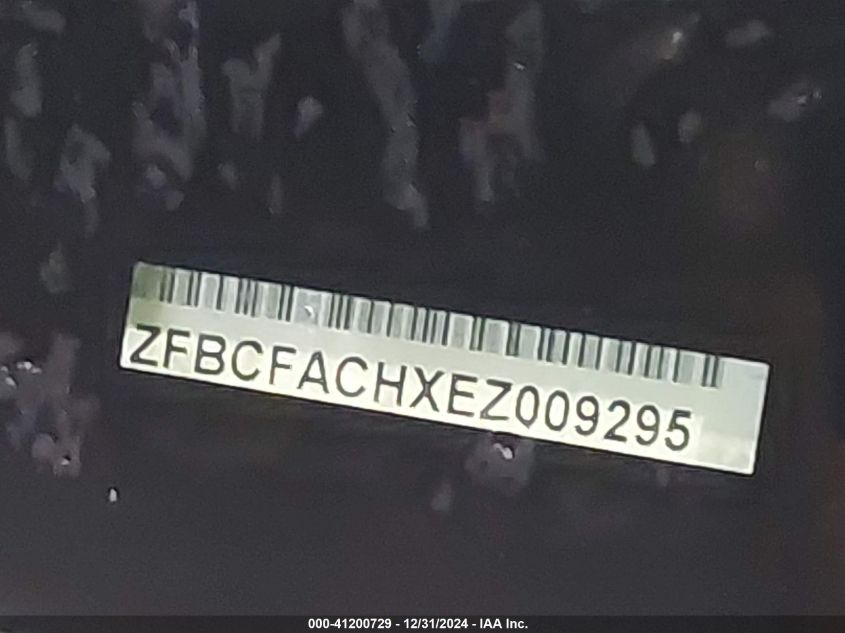 ZFBCFACHXEZ009295
000-41200729 - 12/31/2024 - IAA Inc.